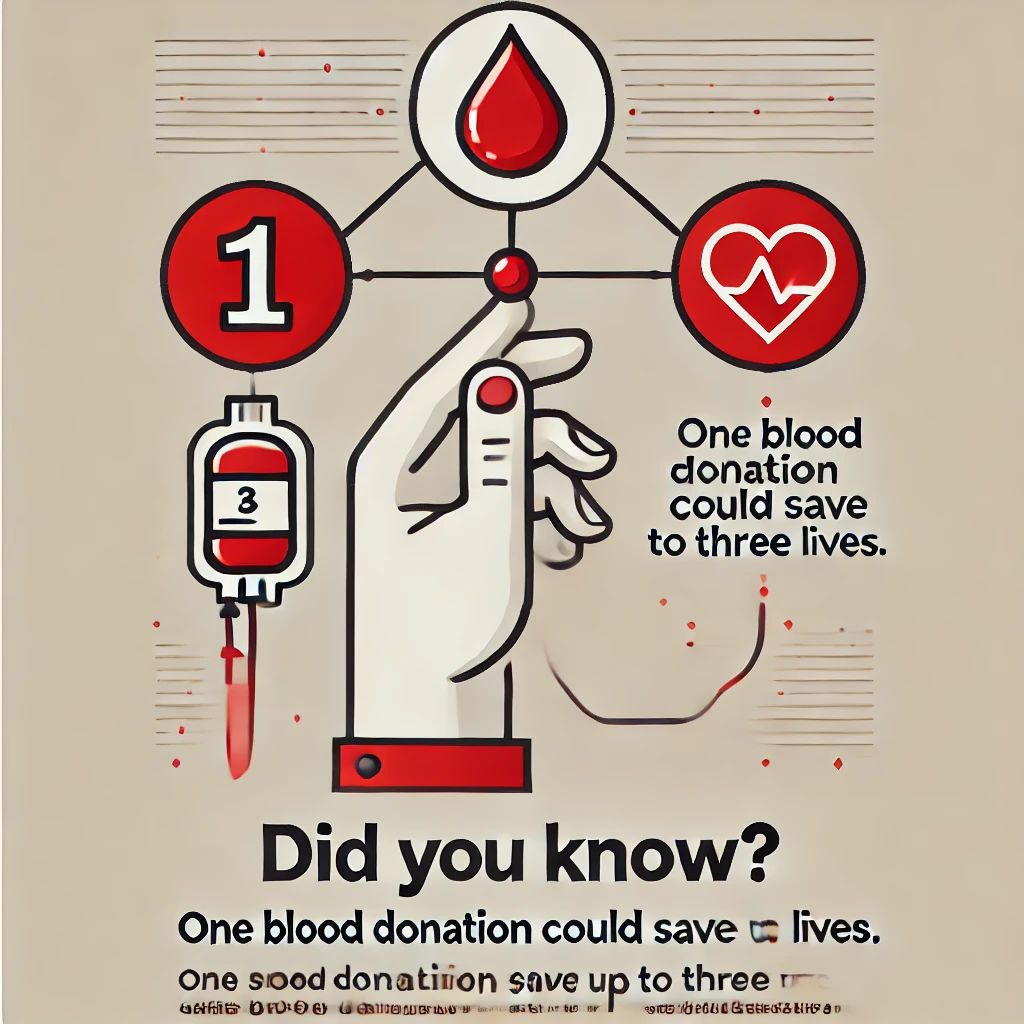 1
3
One blood
donation
could save
to three lives.
Did you know?
One blood donation could save lives.
One sood donatiiion save up to three